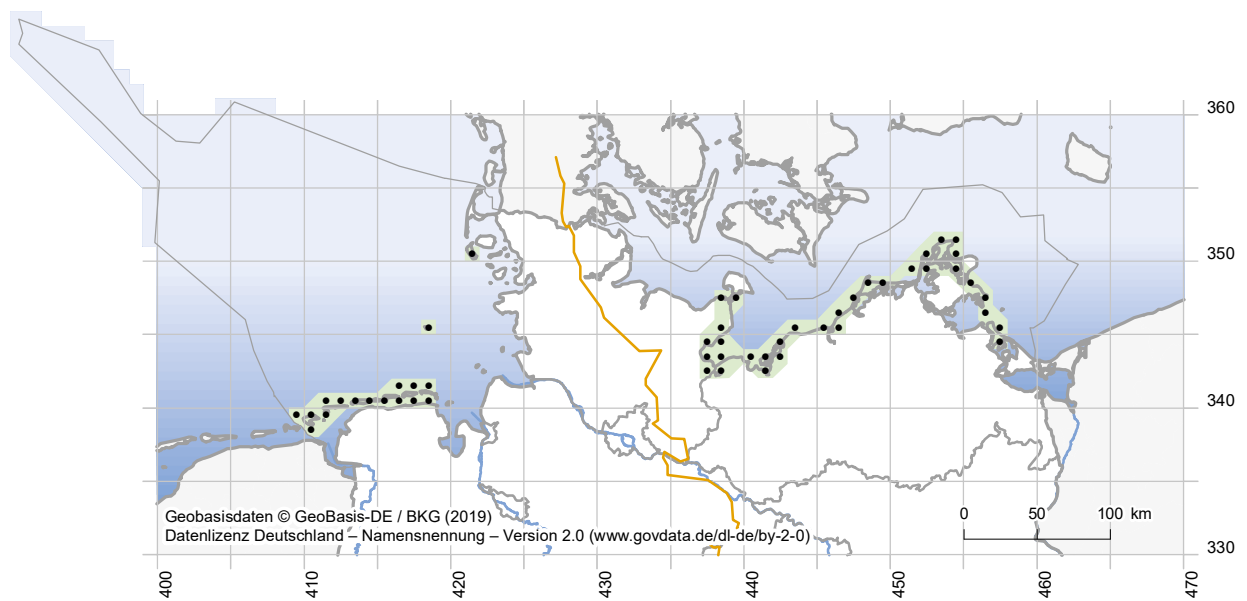 360
350
340
0 50 100 km
Geobasisdaten © GeoBasis-DE / BKG (2019)
Datenlizenz Deutschland – Namensnennung – Version 2.0 (www.govdata.de/dl-de/by-2-0)
330
400 410 420 430 440 450 460 470